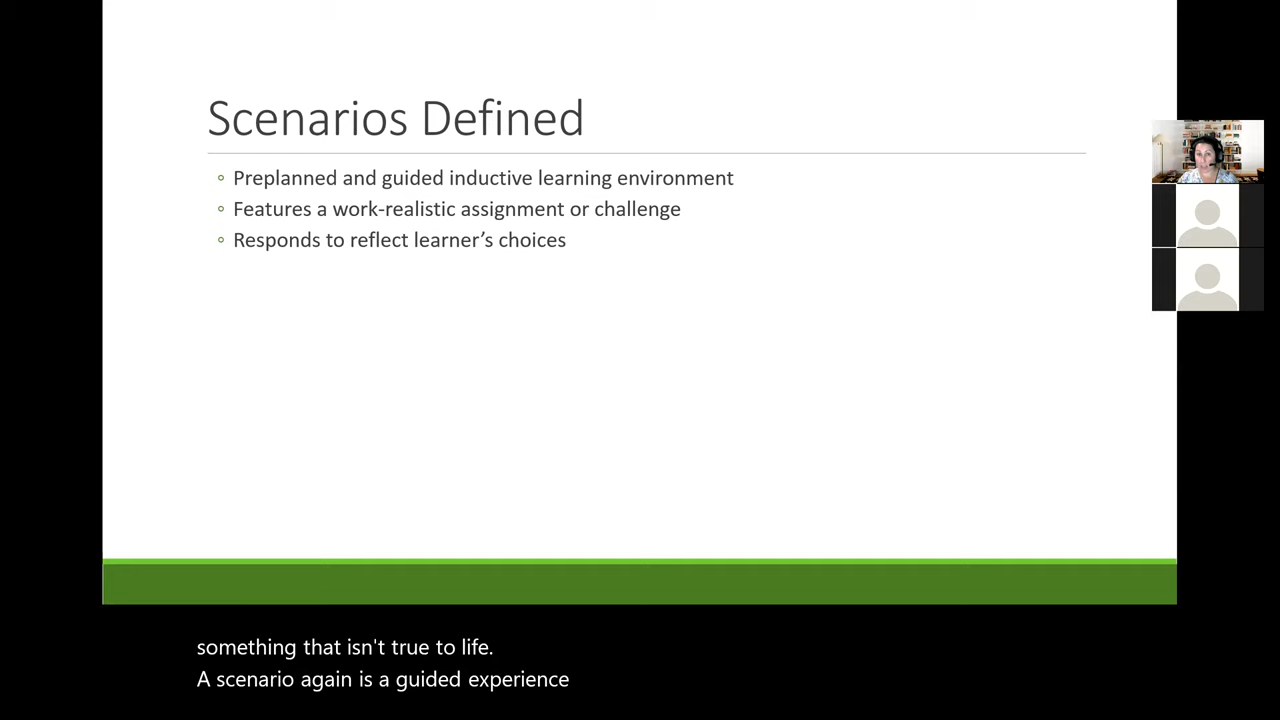 Scenarios Defined
◦ Preplanned and guided inductive learning environment
◦ Features a work-realistic assignment or challenge
◦ Responds to reflect learner’s choices
something that isn't true to life.
A scenario again is a guided experience